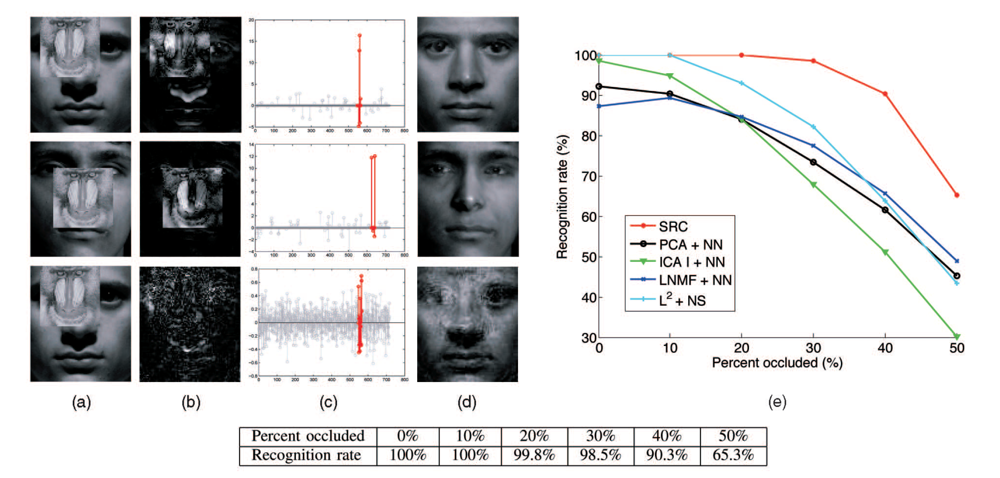 20
15
10
5
0
−5
0 100 200 300 400 500 600 700 800
14
12
10
8
6
4
2
0
−2
−4
0 100 200 300 400 500 600 700 800
0.8
0.6
0.4
0.2
0
−0.2
−0.4
−0.6
−0.8
0 100 200 300 400 500 600 700 800
(a) (b) (c) (d)
Recognition rate (%)
100
90
80
70
60
50
40
30
0 10 20 30 40 50
Percent occluded (%)
SRC
PCA + NN
ICA I + NN
LNMF + NN
L² + NS
(e)
Percent occluded 0% 10% 20% 30% 40% 50%
Recognition rate 100% 100% 99.8% 98.5% 90.3% 65.3%